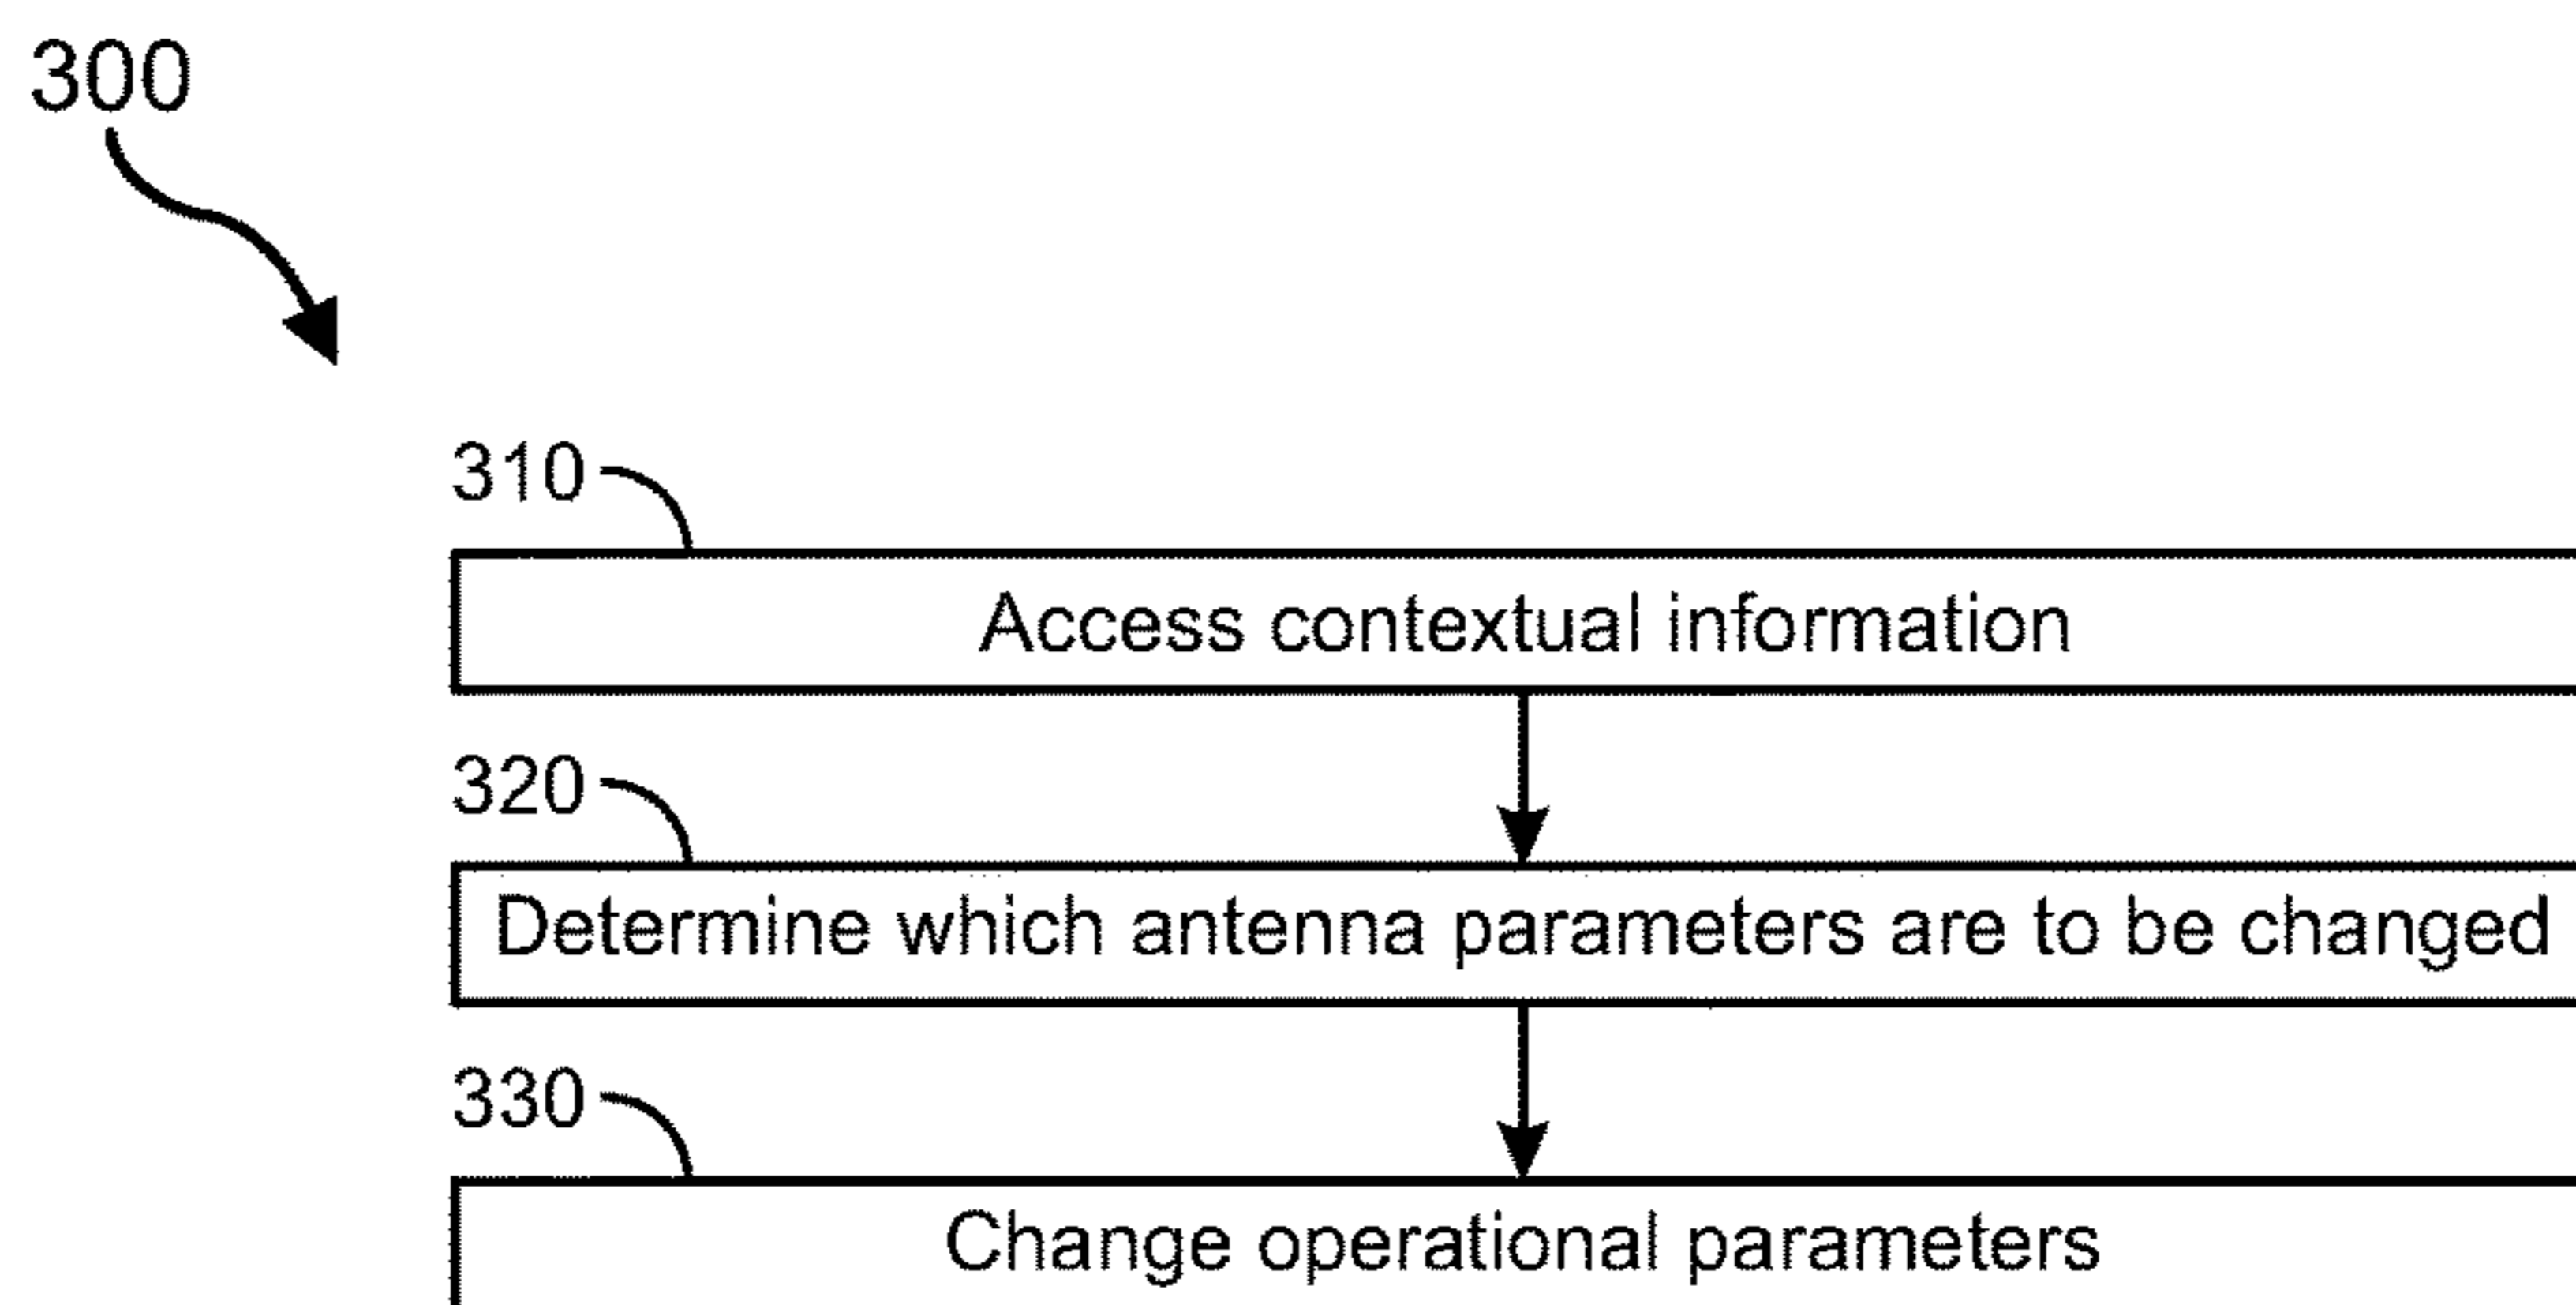 300
310
Access contextual information
320
Determine which antenna parameters are to be changed
330
Change operational parameters